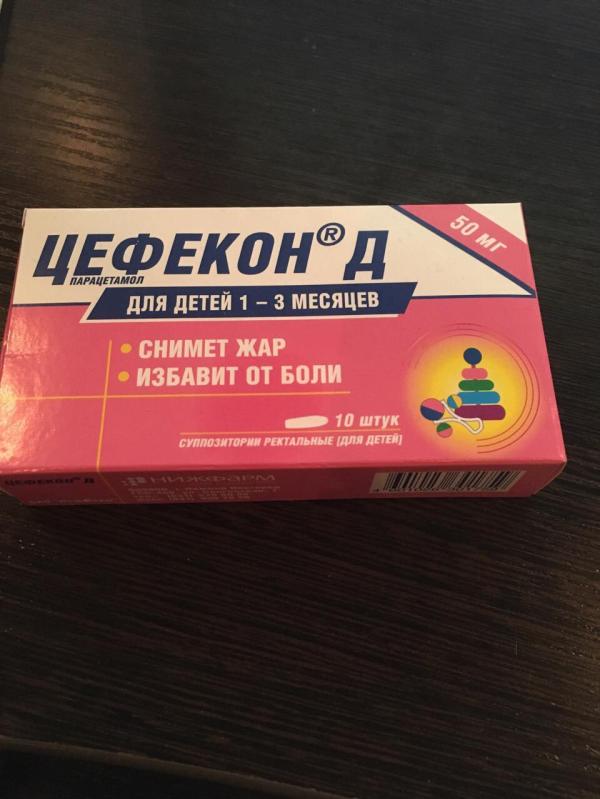 ЦЕФЕКОН® Д
50 мг
ПАРАЦЕТАМОЛ
ДЛЯ ДЕТЕЙ 1 – 3 МЕСЯЦЕВ
• СНИМЕТ ЖАР
• ИЗБАВИТ ОТ БОЛИ
10 штук
СУППОЗИТОРИИ РЕКТАЛЬНЫЕ [ДЛЯ ДЕТЕЙ]
ЦЕФЕКОН® Д
НИЖФАРМ